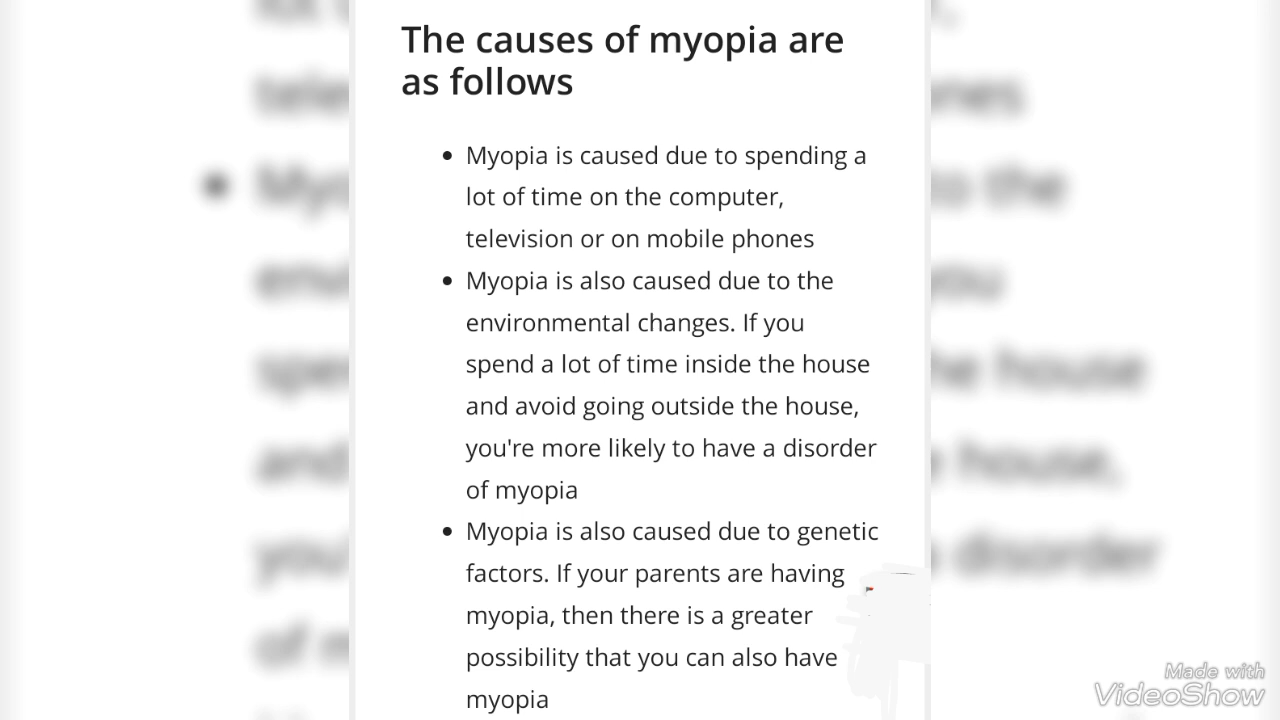 The causes of myopia are
as follows
• Myopia is caused due to spending a
lot of time on the computer,
television or on mobile phones
• Myopia is also caused due to the
environmental changes. If you
spend a lot of time inside the house
and avoid going outside the house,
you're more likely to have a disorder
of myopia
• Myopia is also caused due to genetic
factors. If your parents are having
myopia, then there is a greater
possibility that you can also have
myopia
Made with
VideoShow